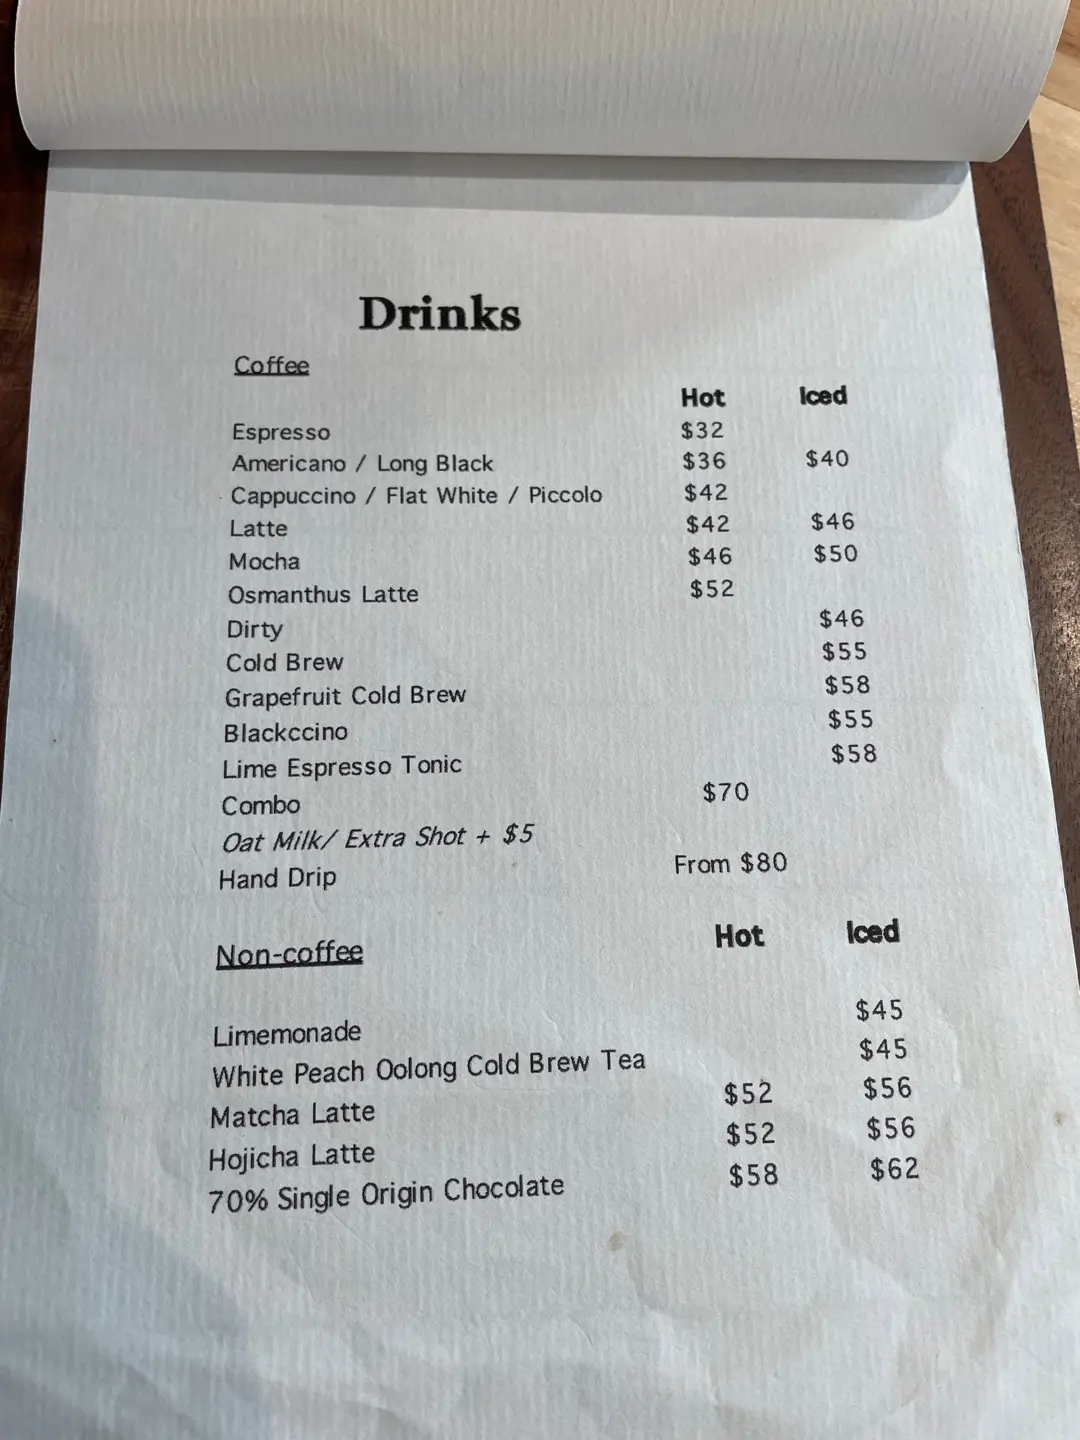 Drinks
Coffee
Hot Iced
Espresso $32
Americano / Long Black $36 $40
Cappuccino / Flat White / Piccolo $42
Latte $42 $46
Mocha $46 $50
Osmanthus Latte $52
Dirty $46
Cold Brew $55
Grapefruit Cold Brew $58
Blackccino $55
Lime Espresso Tonic $58
Combo $70
Oat Milk/ Extra Shot + $5
Hand Drip From $80
Non-coffee Hot Iced
Limemonade $45
White Peach Oolong Cold Brew Tea $45
Matcha Latte $52 $56
Hojicha Latte $52 $56
70% Single Origin Chocolate $58 $62